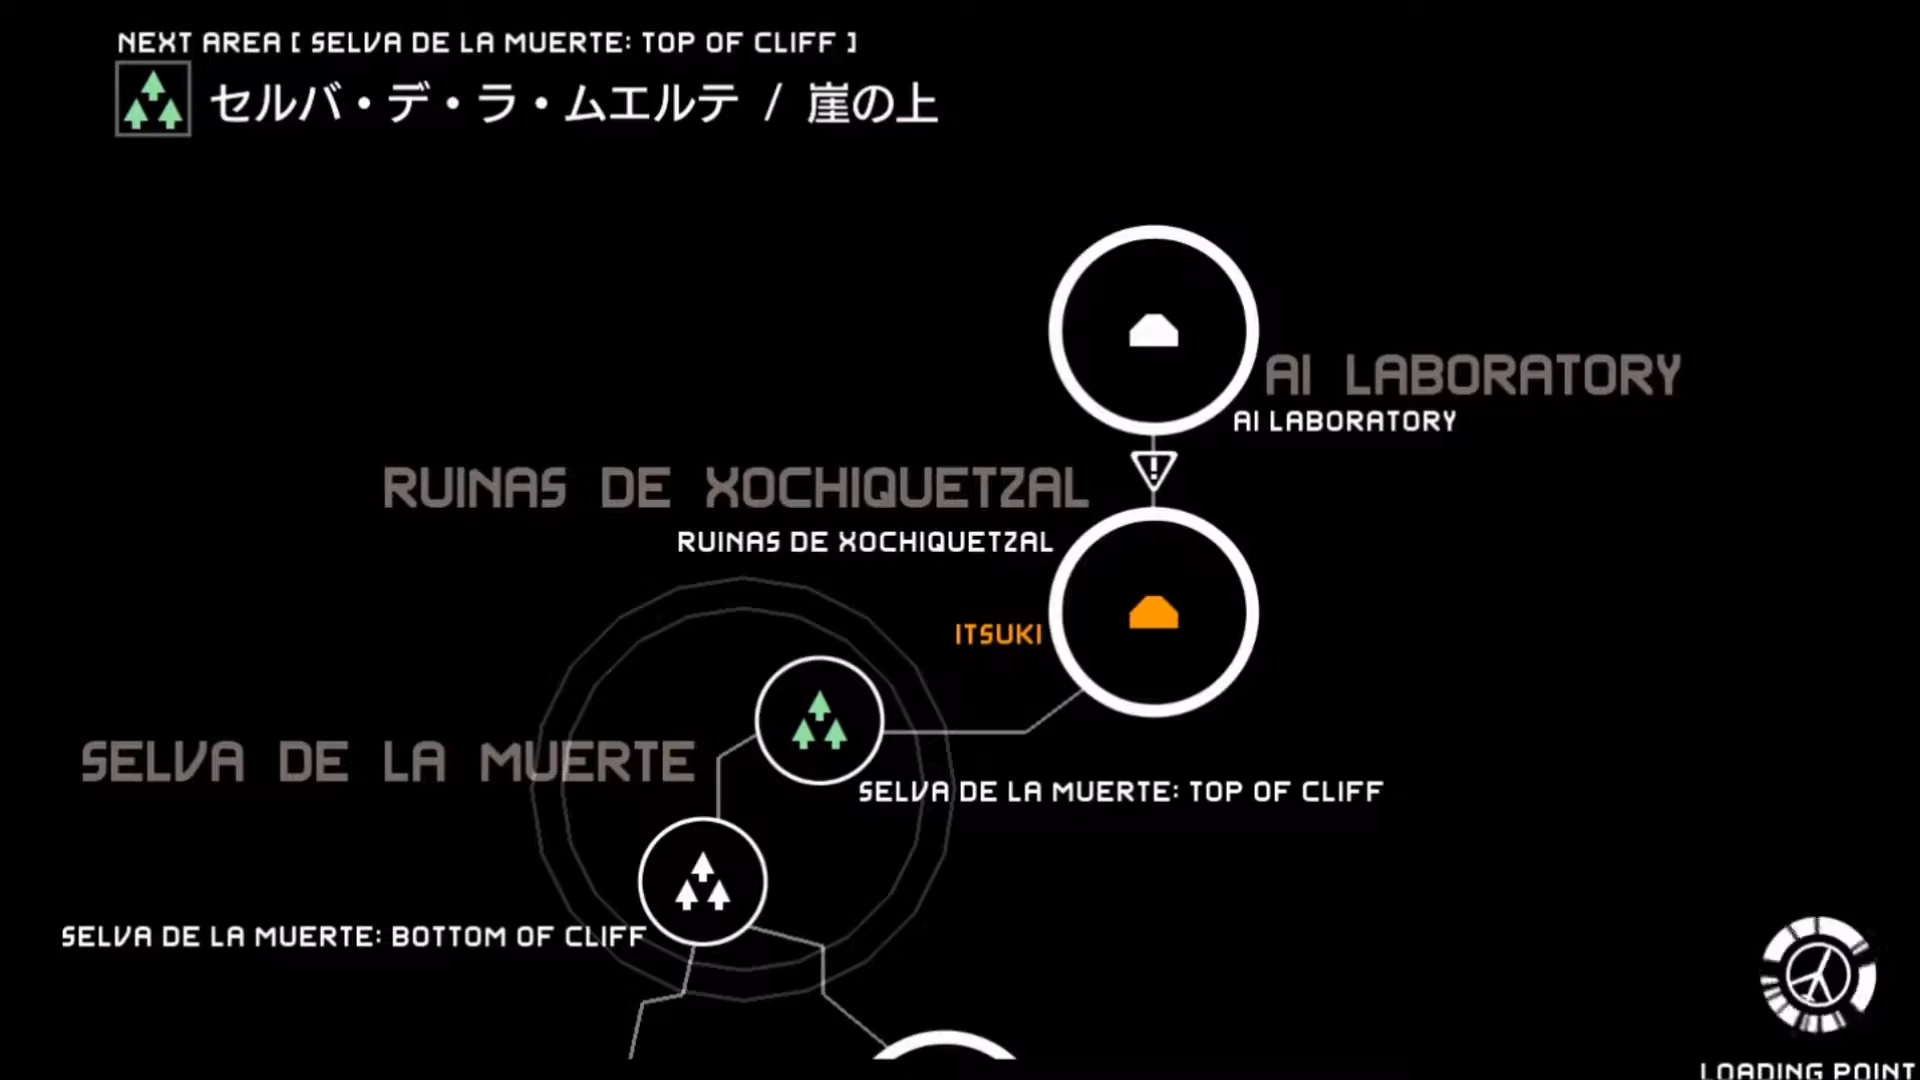 NEXT AREA [ SELVA DE LA MUERTE: TOP OF CLIFF ]
セルバ・デ・ラ・ムエルテ / 崖の上
AI LABORATORY
AI LABORATORY
RUINAS DE XOCHIQUETZAL
RUINAS DE XOCHIQUETZAL
ITSUKI
SELVA DE LA MUERTE
SELVA DE LA MUERTE: TOP OF CLIFF
SELVA DE LA MUERTE: BOTTOM OF CLIFF
LOADING POINT